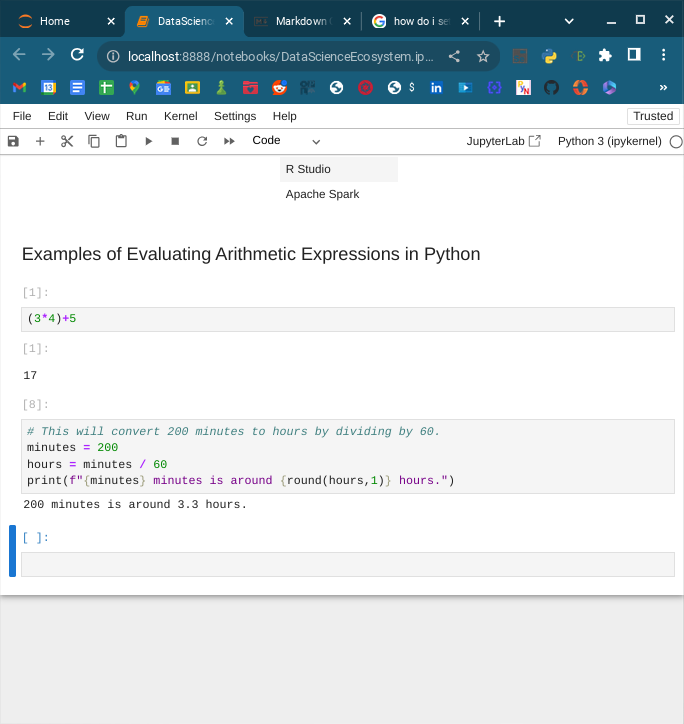 Home
DataScienc
Markdown
how do i se
localhost:8888/notebooks/DataScienceEcosystem.ip...
File Edit View Run Kernel Settings Help
Trusted
Code
JupyterLab
Python 3 (ipykernel)
R Studio
Apache Spark
Examples of Evaluating Arithmetic Expressions in Python
[1]:
(3*4)+5
[1]:
17
[8]:
# This will convert 200 minutes to hours by dividing by 60.
minutes = 200
hours = minutes / 60
print(f"{minutes} minutes is around {round(hours,1)} hours.")
200 minutes is around 3.3 hours.
[ ]: